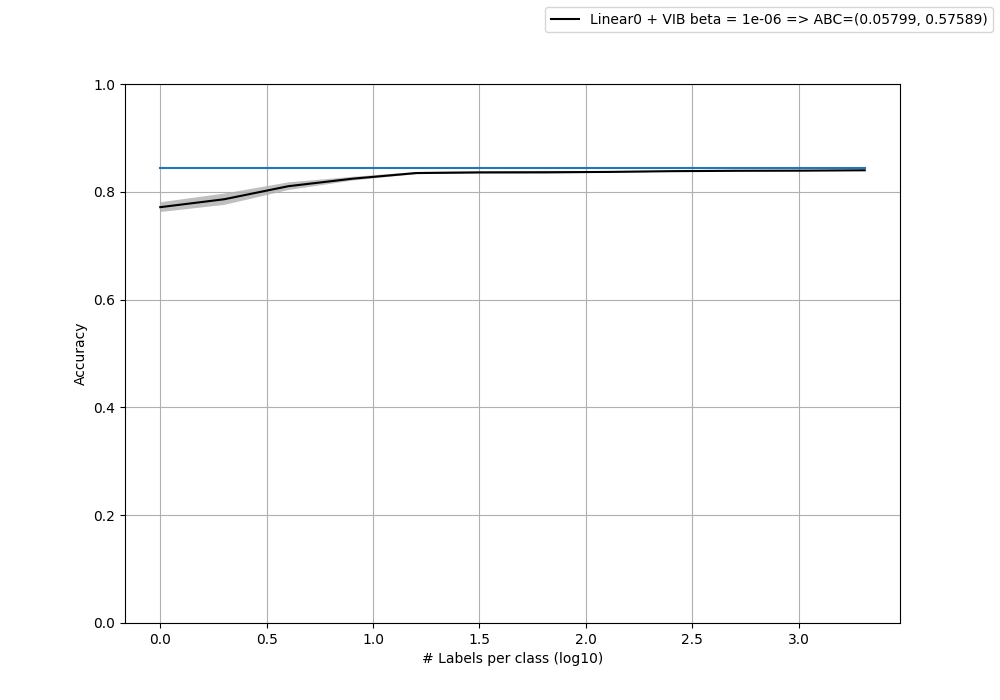 Linear0 + VIB beta = 1e-06 => ABC=(0.05799, 0.57589)
1.0
0.8
0.6
0.4
0.2
0.0
Accuracy
0.0 0.5 1.0 1.5 2.0 2.5 3.0
# Labels per class (log10)